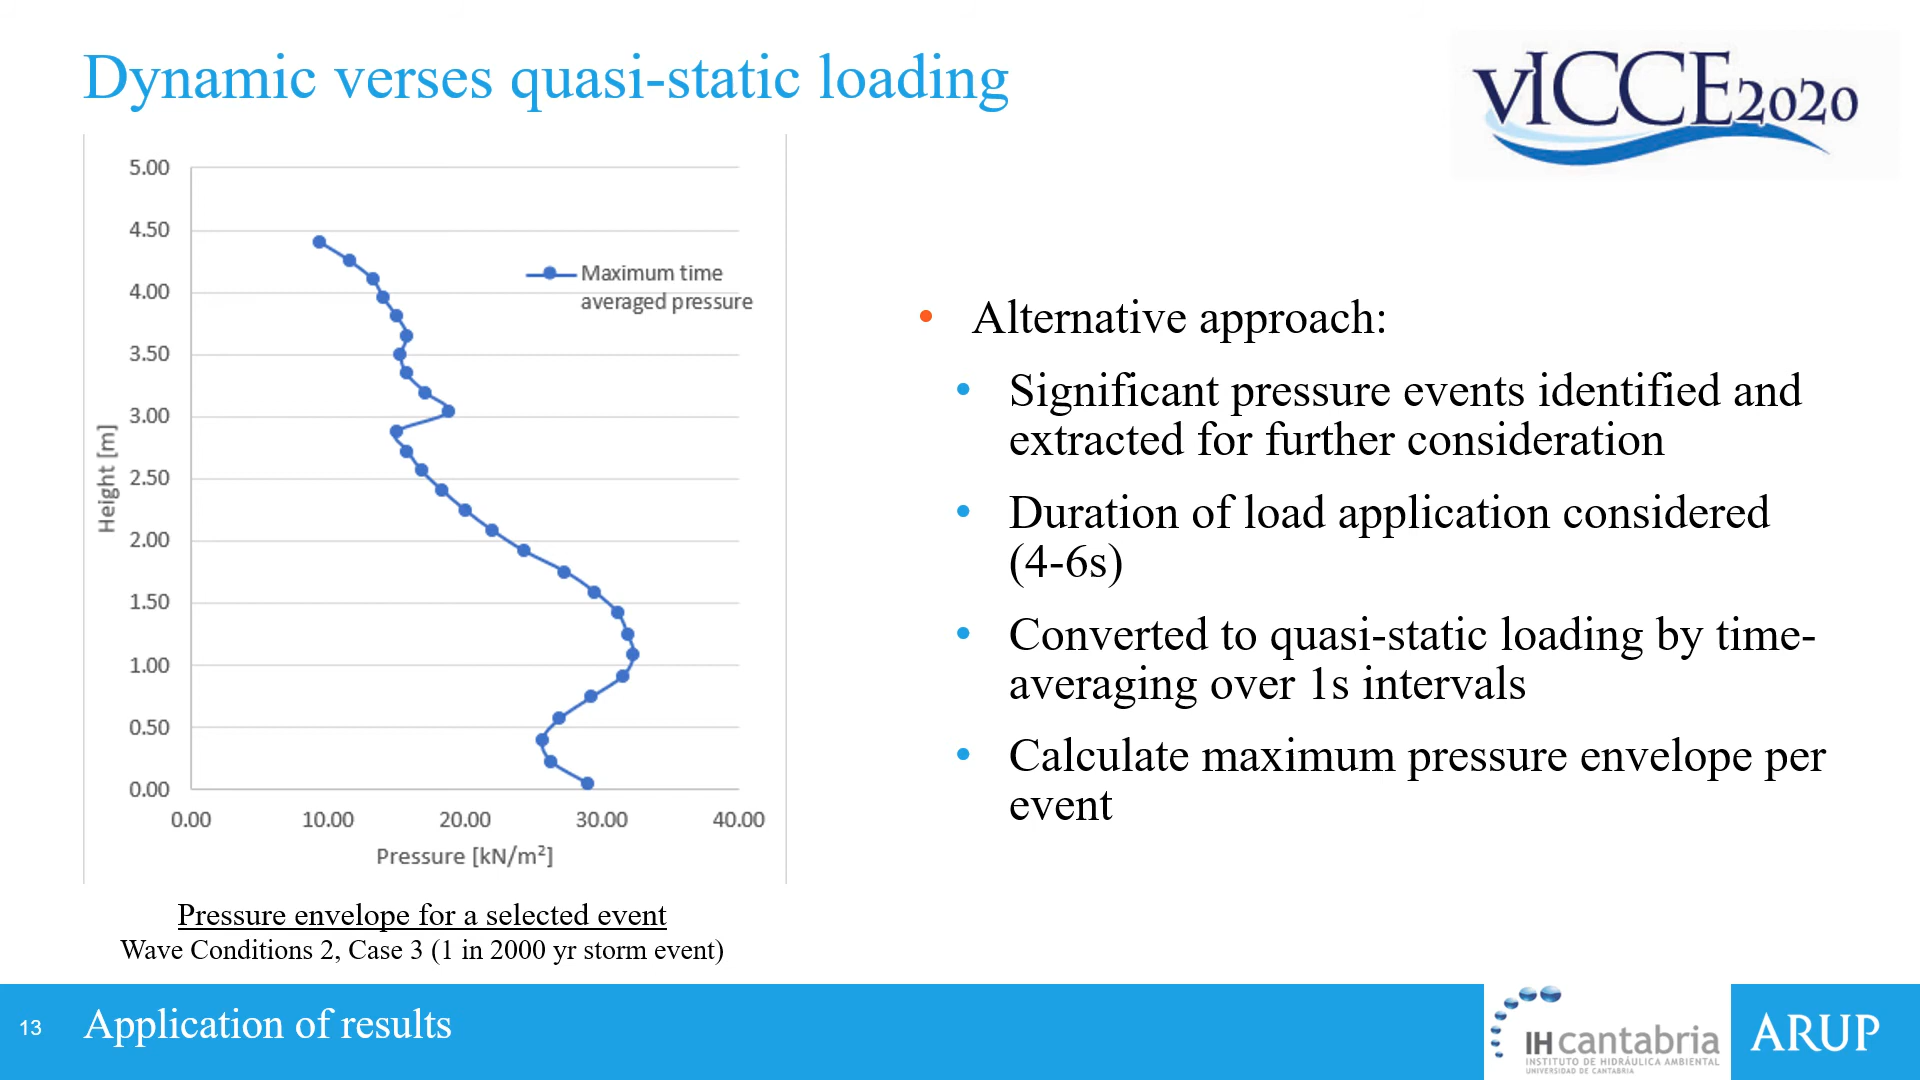 Dynamic verses quasi-static loading
vICCE2020
5.00
4.50
4.00
3.50
3.00
2.50
2.00
1.50
1.00
0.50
0.00
Height [m]
Maximum time
averaged pressure
0.00 10.00 20.00 30.00 40.00
Pressure [kN/m²]
Pressure envelope for a selected event
Wave Conditions 2, Case 3 (1 in 2000 yr storm event)
• Alternative approach:
• Significant pressure events identified and
extracted for further consideration
• Duration of load application considered
(4-6s)
• Converted to quasi-static loading by time-
averaging over 1s intervals
• Calculate maximum pressure envelope per
event
13 Application of results
IHcantabria
INSTITUTO DE HIDRÁULICA AMBIENTAL
UNIVERSIDAD DE CANTABRIA
ARUP